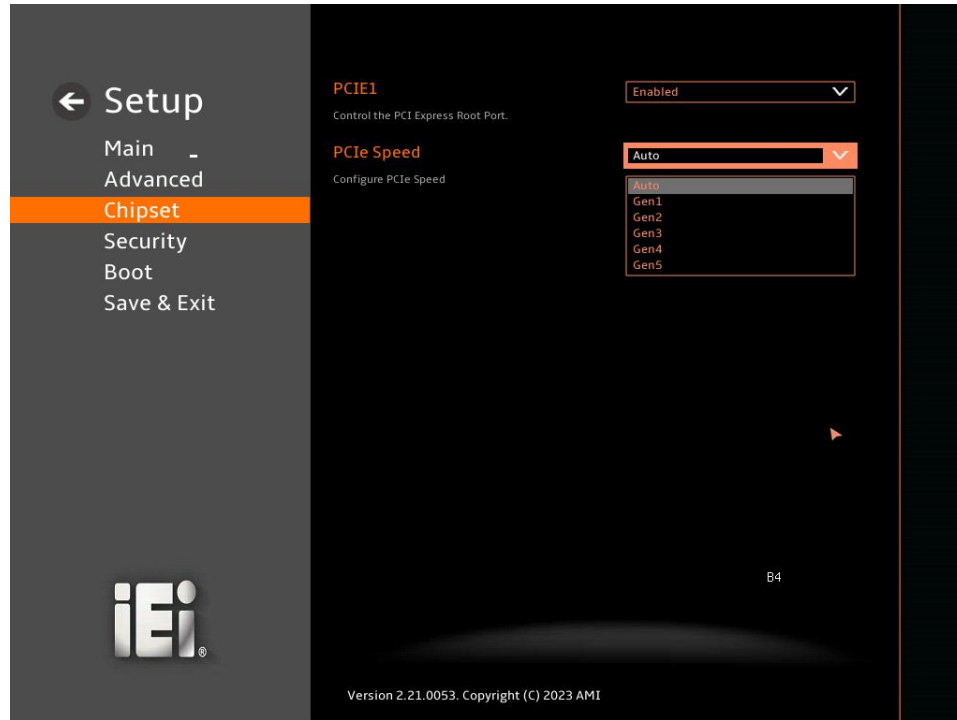 Setup
Main
Advanced
Chipset
Security
Boot
Save & Exit
PCIE1
Enabled
Control the PCI Express Root Port.
PCIe Speed
Auto
Configure PCIe Speed
Auto
Gen1
Gen2
Gen3
Gen4
Gen5
B4
iEi®
Version 2.21.0053. Copyright (C) 2023 AMI